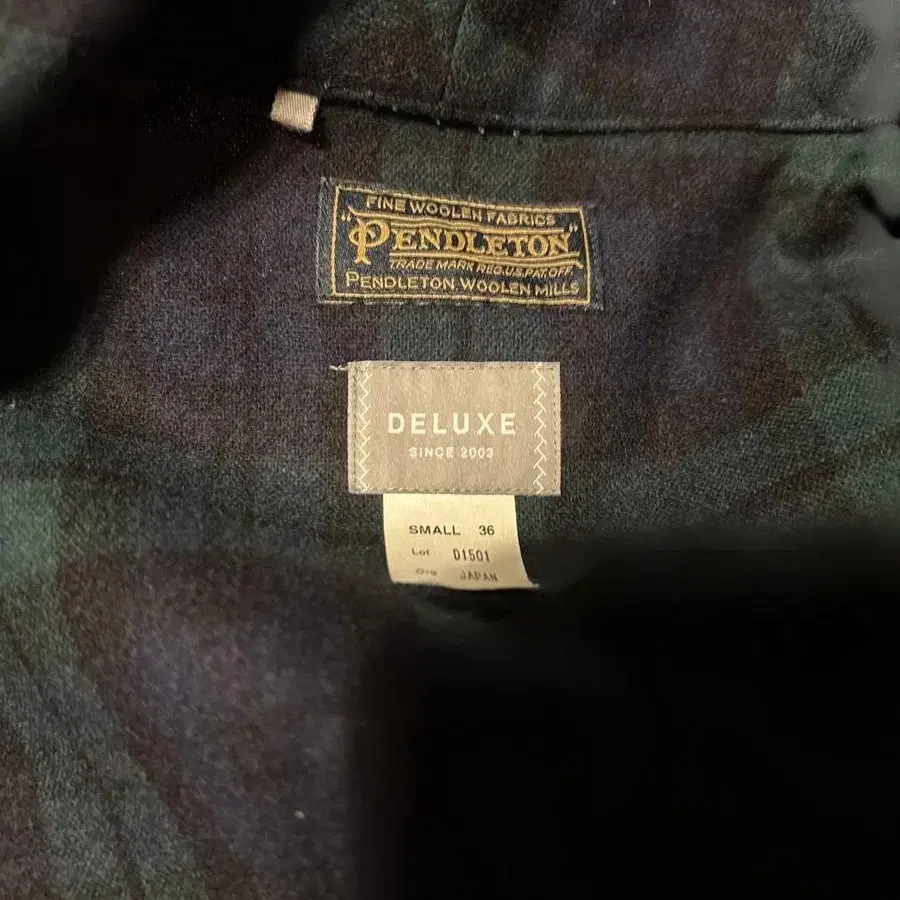 FINE WOOLEN FABRICS
"PENDLETON"
TRADE MARK REG.U.S.PAT.OFF.
PENDLETON WOOLEN MILLS
DELUXE
SINCE 2003
SMALL 36
Lot D1501
Org JAPAN